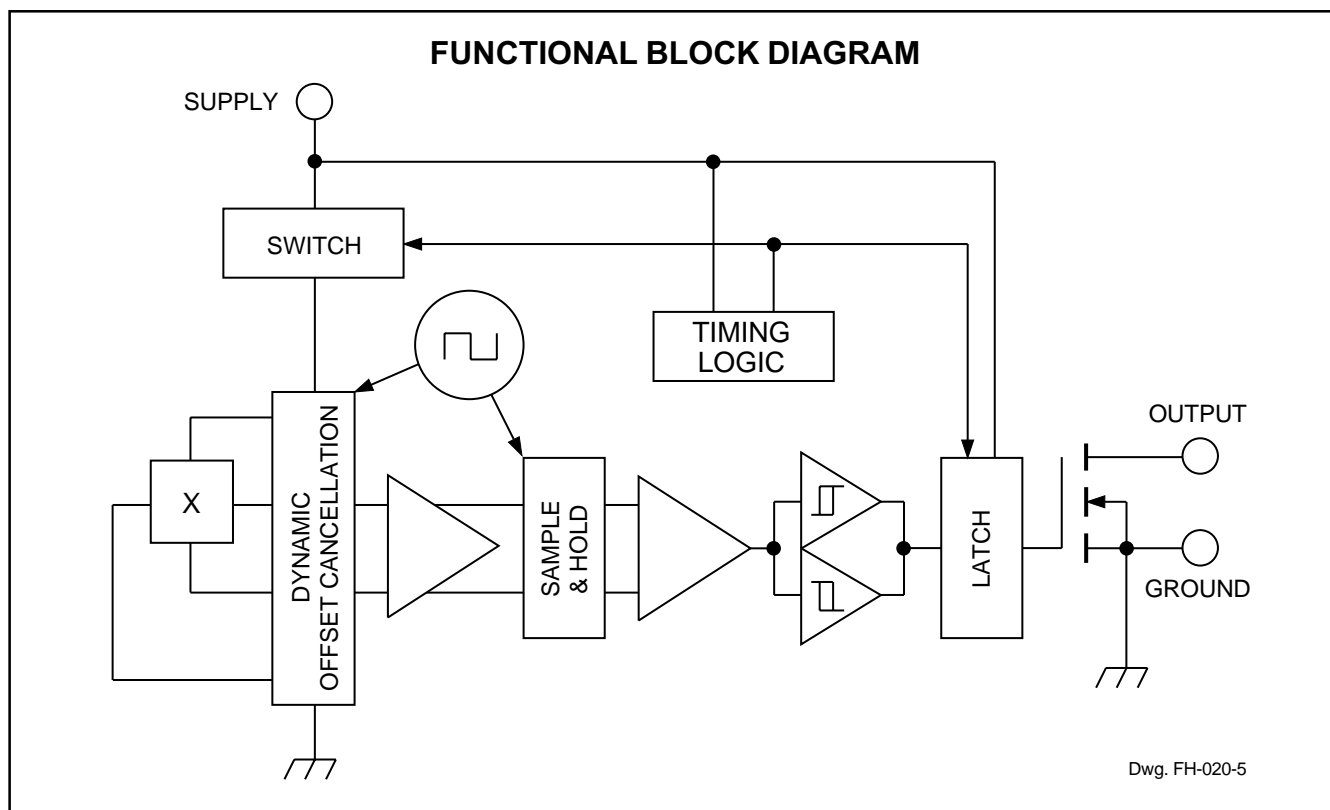 FUNCTIONAL BLOCK DIAGRAM
SUPPLY
SWITCH
TIMING
LOGIC
X
DYNAMIC
OFFSET CANCELLATION
SAMPLE
& HOLD
LATCH
OUTPUT
GROUND
Dwg. FH-020-5